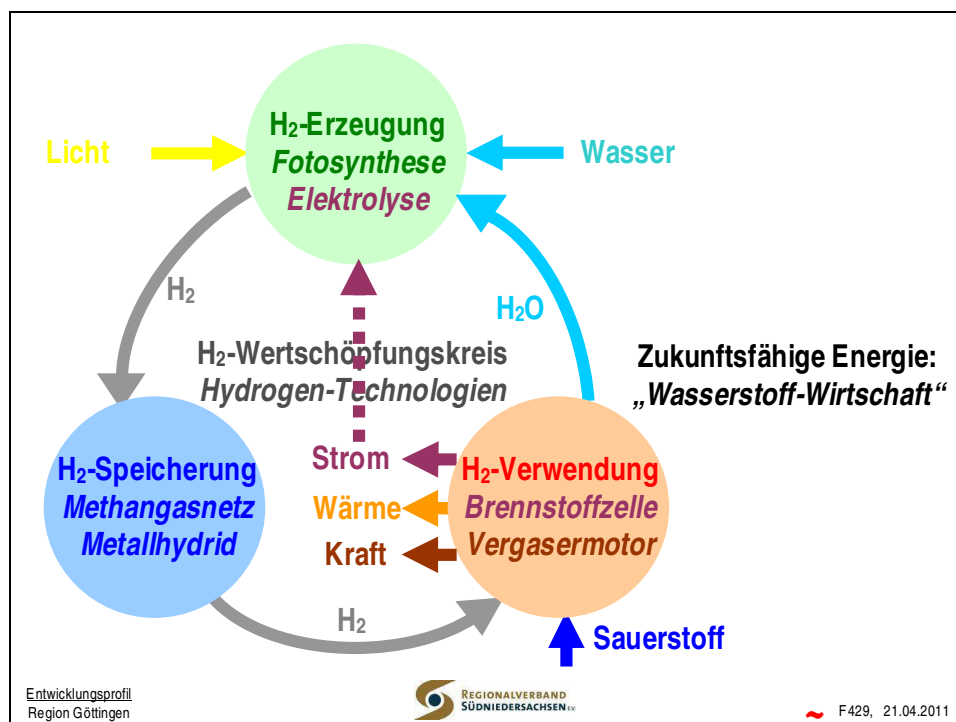 H₂-Erzeugung
Fotosynthese
Elektrolyse
Licht
Wasser
H₂
H₂O
H₂-Wertschöpfungskreis
Hydrogen-Technologien
Zukunftsfähige Energie:
„Wasserstoff-Wirtschaft“
H₂-Speicherung
Methangasnetz
Metallhydrid
Strom
Wärme
Kraft
H₂-Verwendung
Brennstoffzelle
Vergasermotor
H₂
Sauerstoff
Entwicklungsprofil
Region Göttingen
REGIONALVERBAND
SÜDNIEDERSACHSEN E.V.
~ F429, 21.04.2011